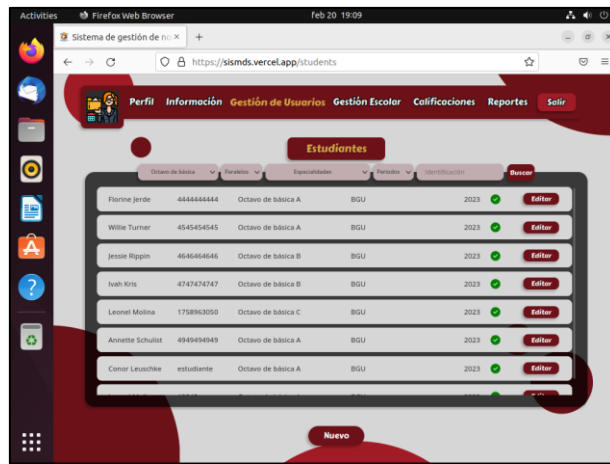 Activities Firefox Web Browser feb 20 19:09
Sistema de gestión de no × +
https://sismds.vercel.app/students
Perfil Información Gestión de Usuarios Gestión Escolar Calificaciones Reportes Salir
Estudiantes
Octavo de básica Paralelos Especialidades Periodos Identificación Buscar
Florine Jerde 4444444444 Octavo de básica A BGU 2023 Editar
Willie Turner 4545454545 Octavo de básica A BGU 2023 Editar
Jessie Rippin 4646464646 Octavo de básica B BGU 2023 Editar
Ivah Kris 4747474747 Octavo de básica B BGU 2023 Editar
Leonel Molina 1758963050 Octavo de básica C BGU 2023 Editar
Annette Schulist 4949494949 Octavo de básica A BGU 2023 Editar
Conor Leuschke estudiante Octavo de básica A BGU 2023 Editar
Nuevo